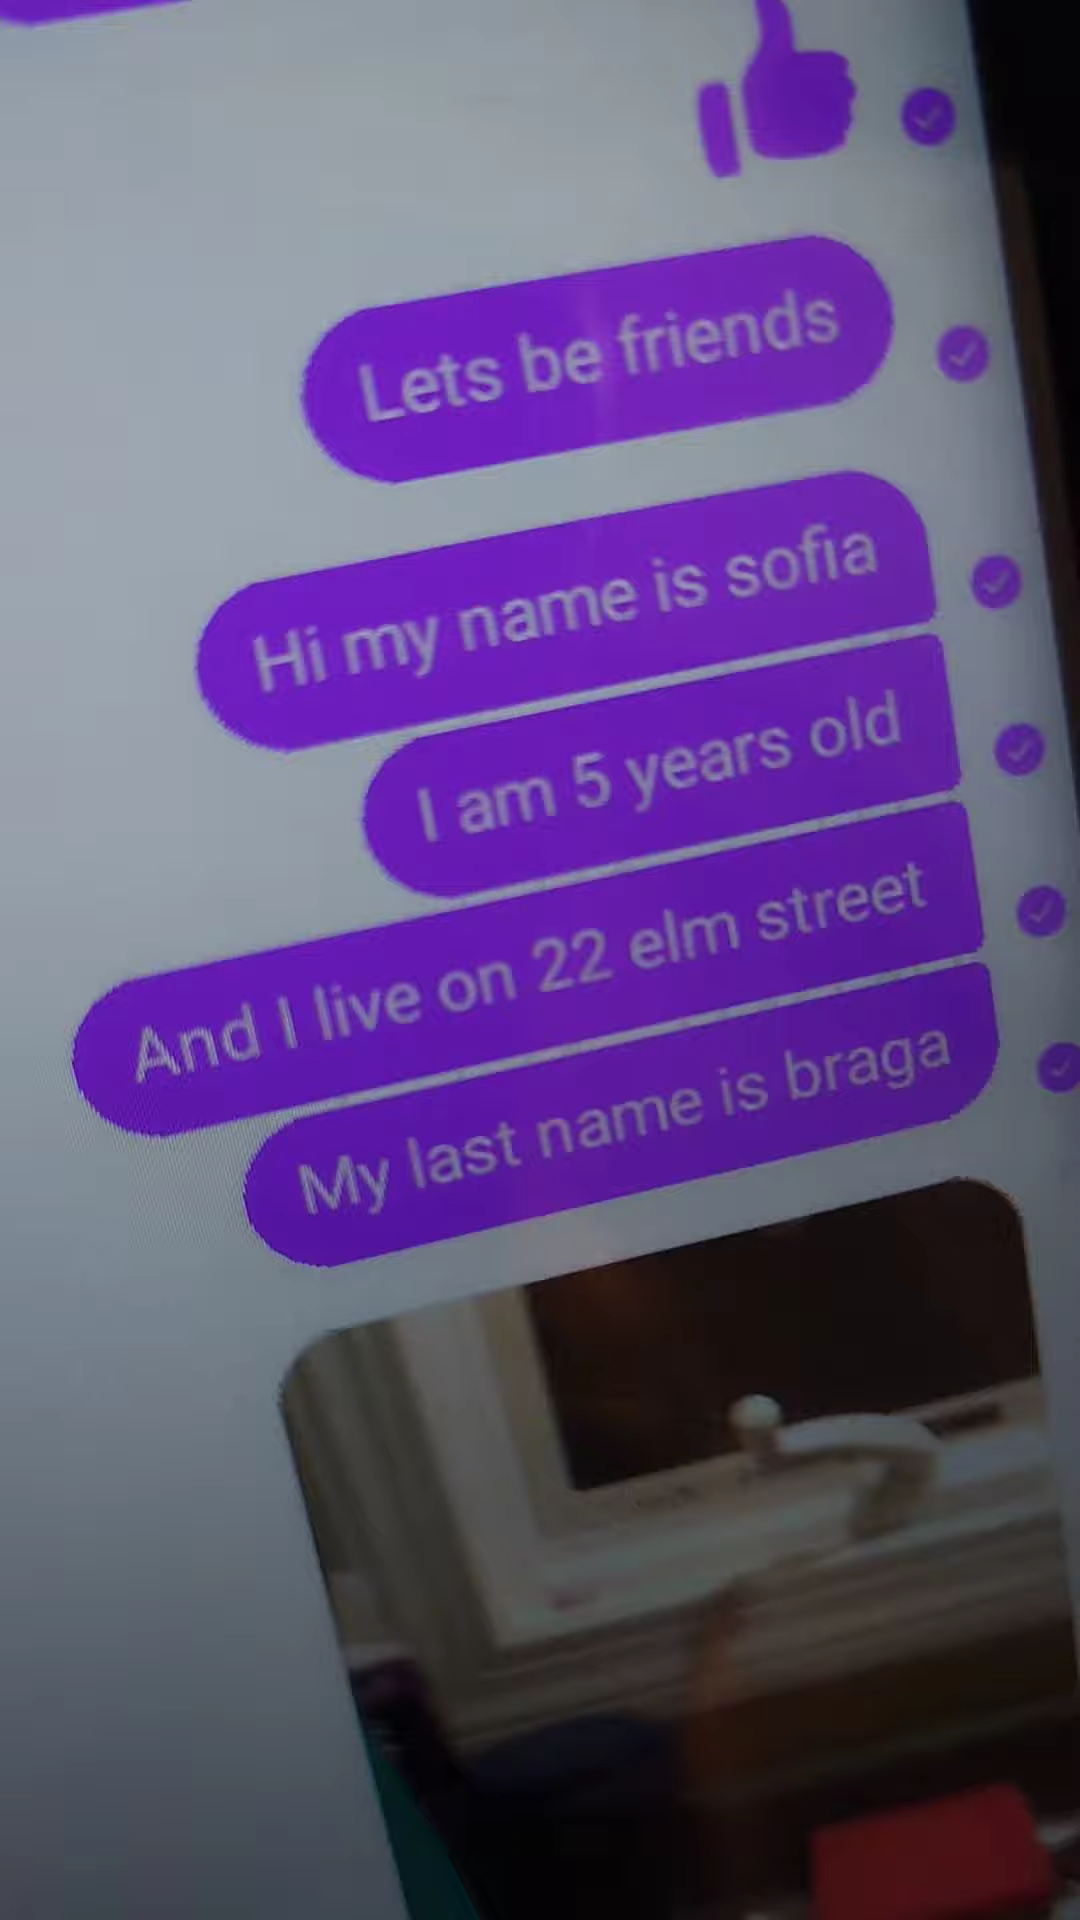 Lets be friends
Hi my name is sofia
I am 5 years old
And I live on 22 elm street
My last name is braga